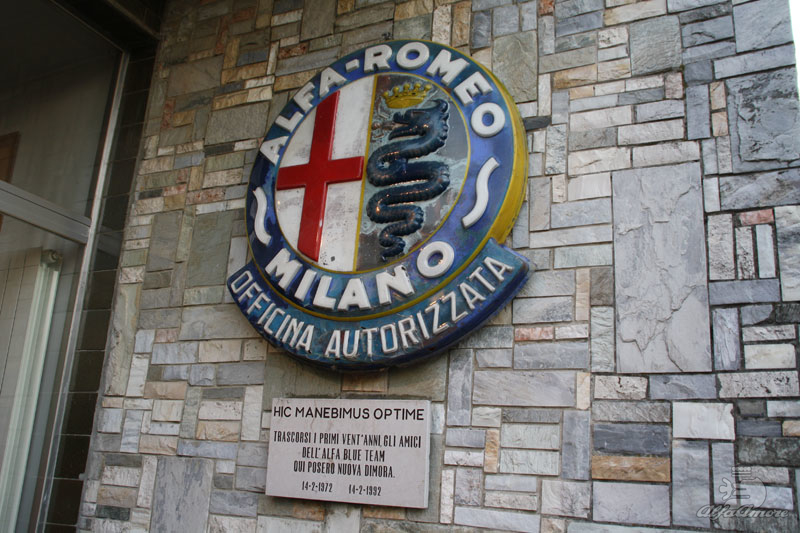 ALFA-ROMEO
MILANO
OFFICINA AUTORIZZATA
HIC MANEBIMUS OPTIME
TRASCORSI I PRIMI VENT'ANNI, GLI AMICI
DELL'ALFA BLUE TEAM
QUI POSERO NUOVA DIMORA.
14-2-1972 14-2-1992